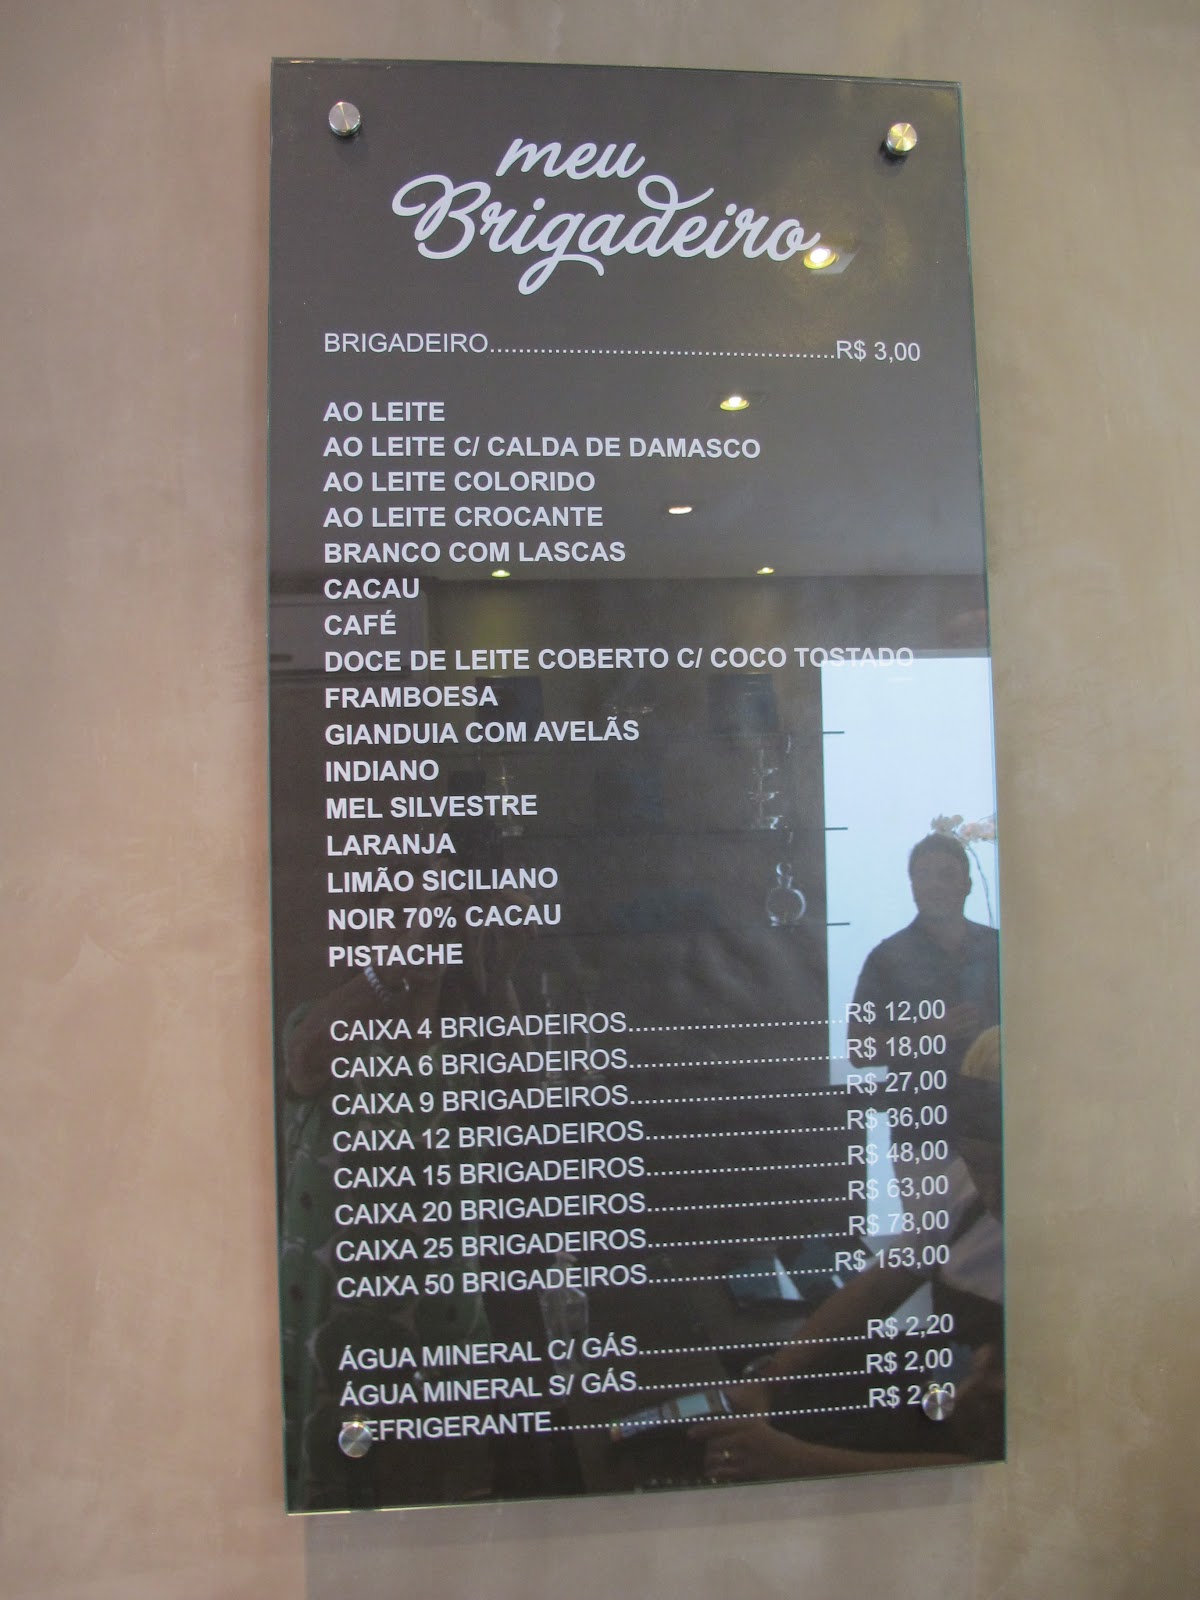 meu
Brigadeiro
BRIGADEIRO................................................R$ 3,00
AO LEITE
AO LEITE C/ CALDA DE DAMASCO
AO LEITE COLORIDO
AO LEITE CROCANTE
BRANCO COM LASCAS
CACAU
CAFÉ
DOCE DE LEITE COBERTO C/ COCO TOSTADO
FRAMBOESA
GIANDUIA COM AVELÃS
INDIANO
MEL SILVESTRE
LARANJA
LIMÃO SICILIANO
NOIR 70% CACAU
PISTACHE
CAIXA 4 BRIGADEIROS..............................R$ 12,00
CAIXA 6 BRIGADEIROS..............................R$ 18,00
CAIXA 9 BRIGADEIROS..............................R$ 27,00
CAIXA 12 BRIGADEIROS............................R$ 36,00
CAIXA 15 BRIGADEIROS............................R$ 48,00
CAIXA 20 BRIGADEIROS............................R$ 63,00
CAIXA 25 BRIGADEIROS............................R$ 78,00
CAIXA 50 BRIGADEIROS..........................R$ 153,00
ÁGUA MINERAL C/ GÁS................................R$ 2,20
ÁGUA MINERAL S/ GÁS................................R$ 2,00
REFRIGERANTE............................................R$